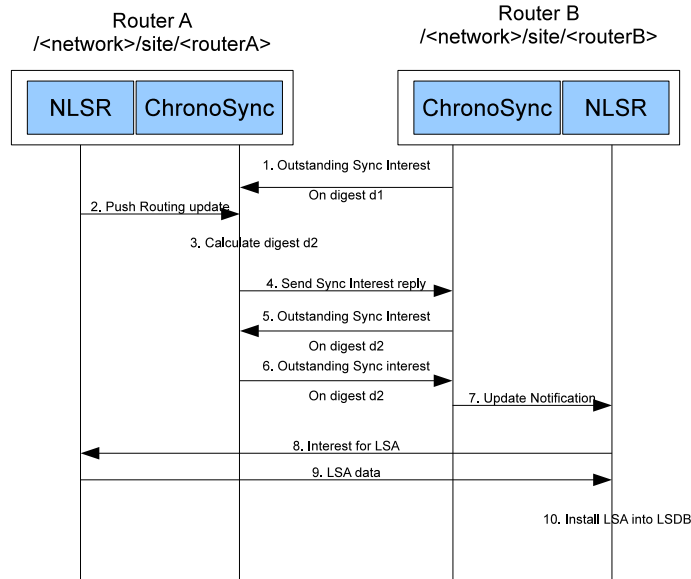 Router A
/<network>/site/<routerA>
Router B
/<network>/site/<routerB>
NLSR
ChronoSync
ChronoSync
NLSR
1. Outstanding Sync Interest
On digest d1
2. Push Routing update
3. Calculate digest d2
4. Send Sync Interest reply
5. Outstanding Sync Interest
On digest d2
6. Outstanding Sync interest
On digest d2
7. Update Notification
8. Interest for LSA
9. LSA data
10. Install LSA into LSDB